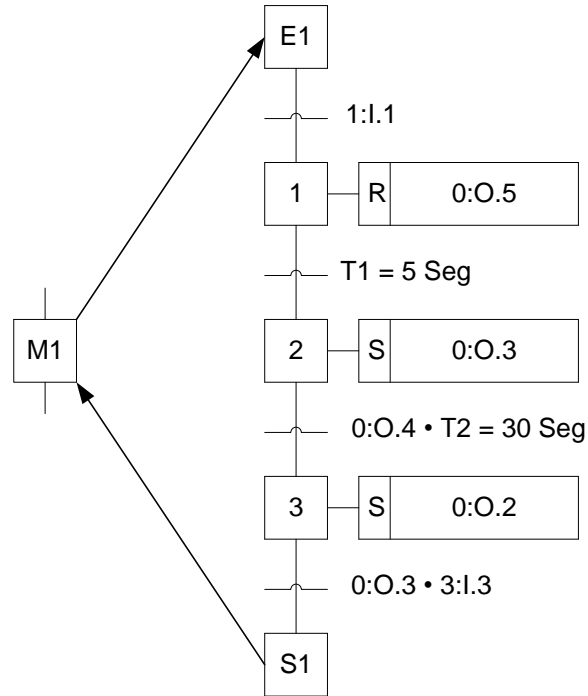 E1
1:I.1
1 R 0:O.5
T1 = 5 Seg
M1
2 S 0:O.3
0:O.4 • T2 = 30 Seg
3 S 0:O.2
0:O.3 • 3:I.3
S1